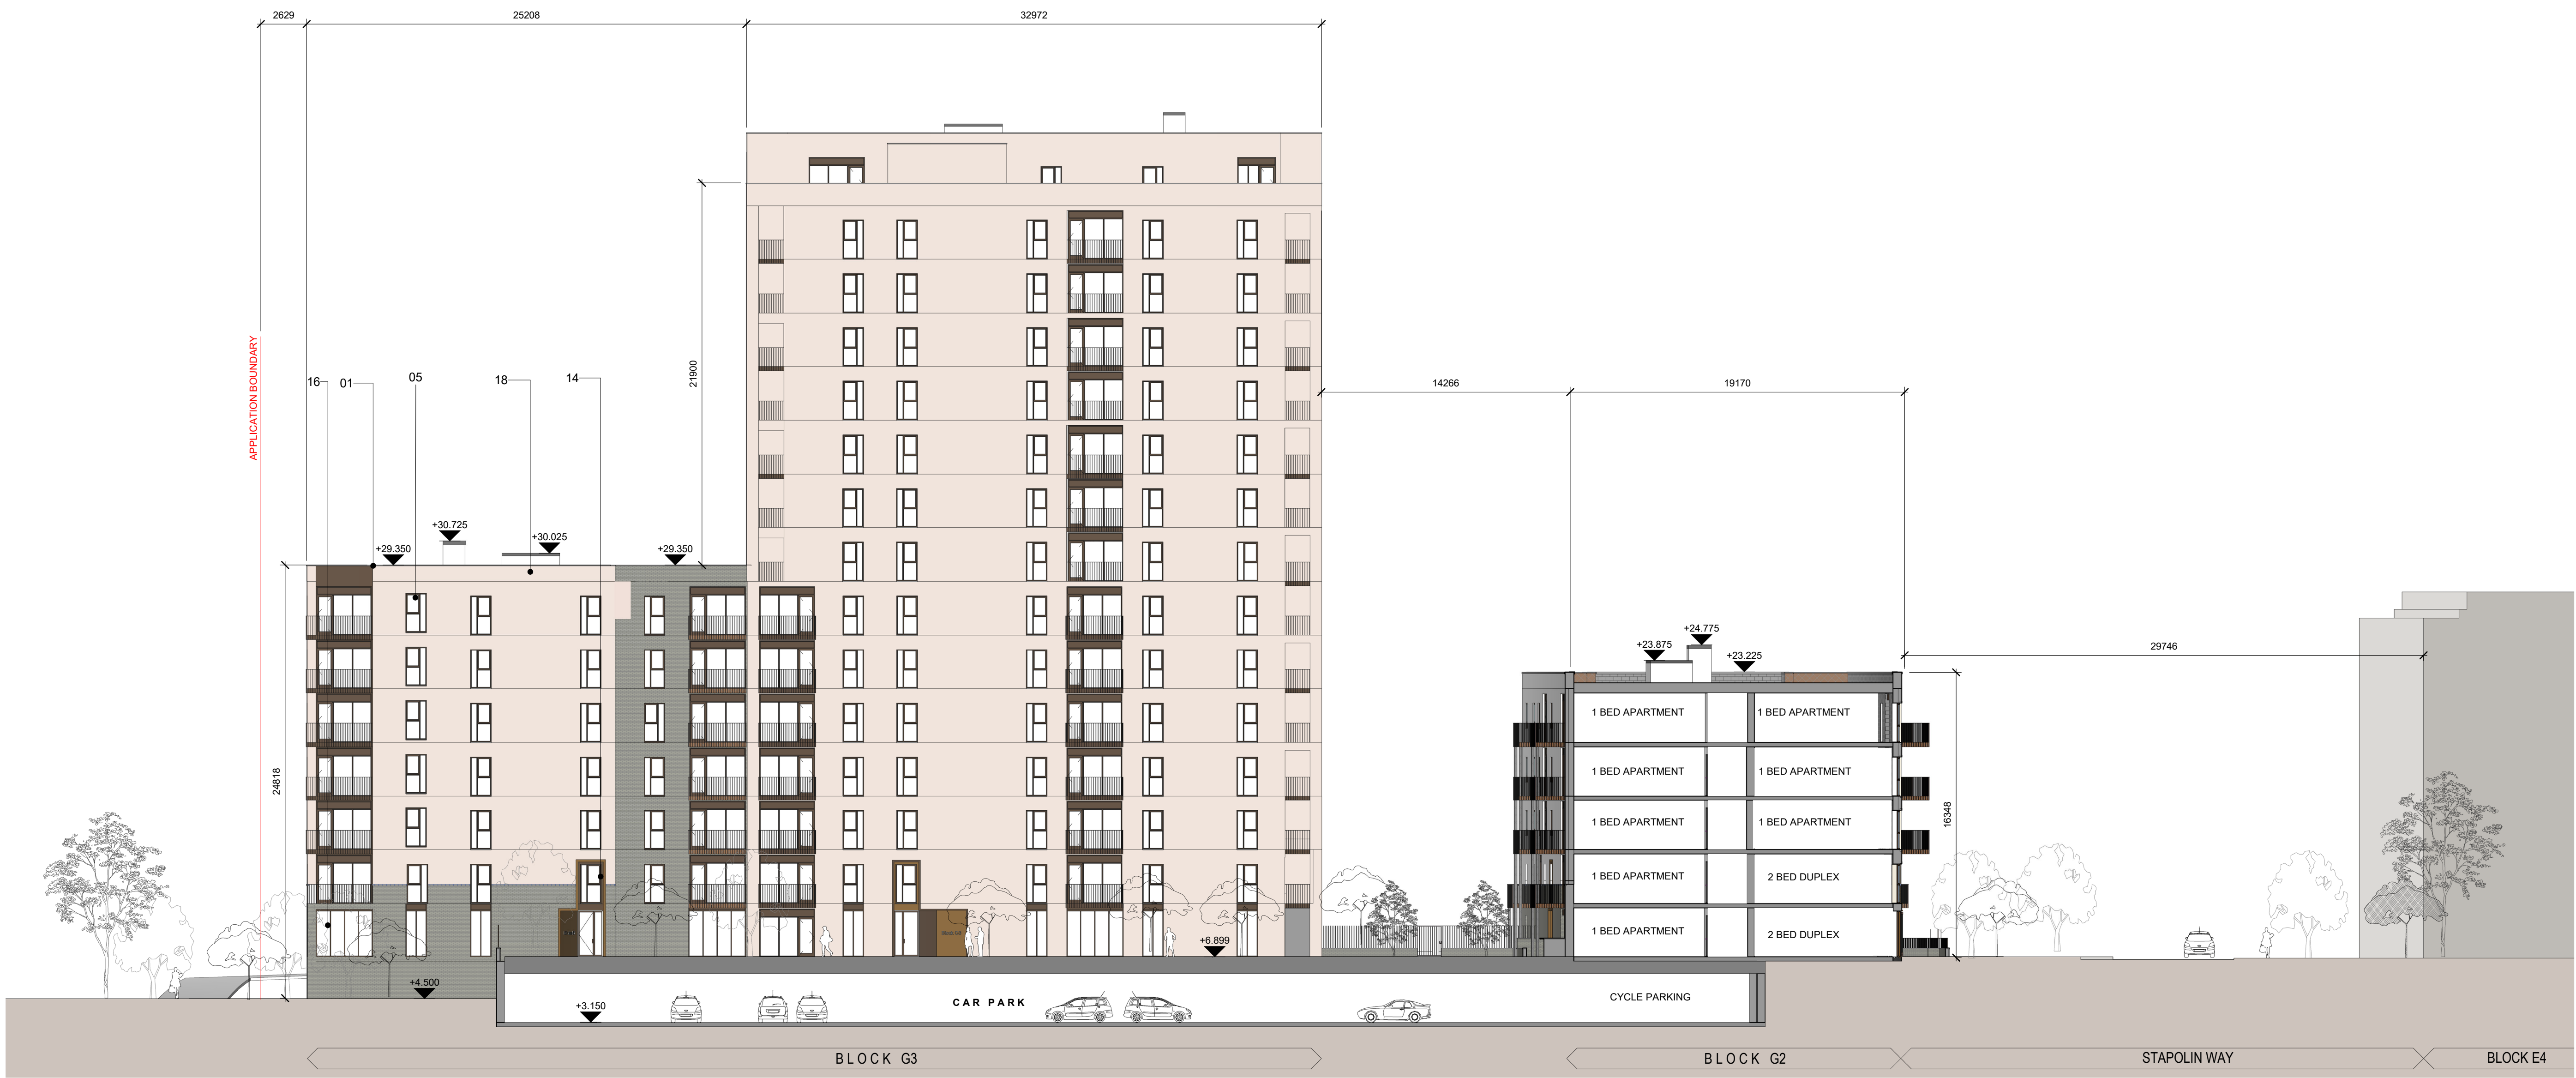 2629
25208
32972
APPLICATION BOUNDARY
16
01
05
18
14
21900
14266
19170
+30.725
+30.025
+29.350
+29.350
24818
+24.775
+23.875
+23.225
29746
1 BED APARTMENT
1 BED APARTMENT
1 BED APARTMENT
1 BED APARTMENT
1 BED APARTMENT
1 BED APARTMENT
16348
1 BED APARTMENT
2 BED DUPLEX
1 BED APARTMENT
2 BED DUPLEX
+6.899
+4.500
+3.150
CAR PARK
CYCLE PARKING
BLOCK G3
BLOCK G2
STAPOLIN WAY
BLOCK E4